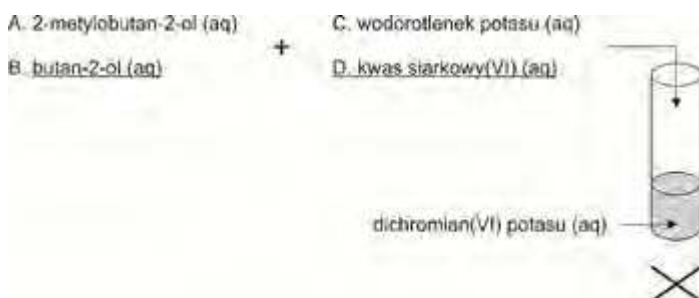 A. 2-metylobutan-2-ol (aq)
B. butan-2-ol (aq)
+
C. wodorotlenek potasu (aq)
D. kwas siarkowy(VI) (aq)
dichromian(VI) potasu (aq)